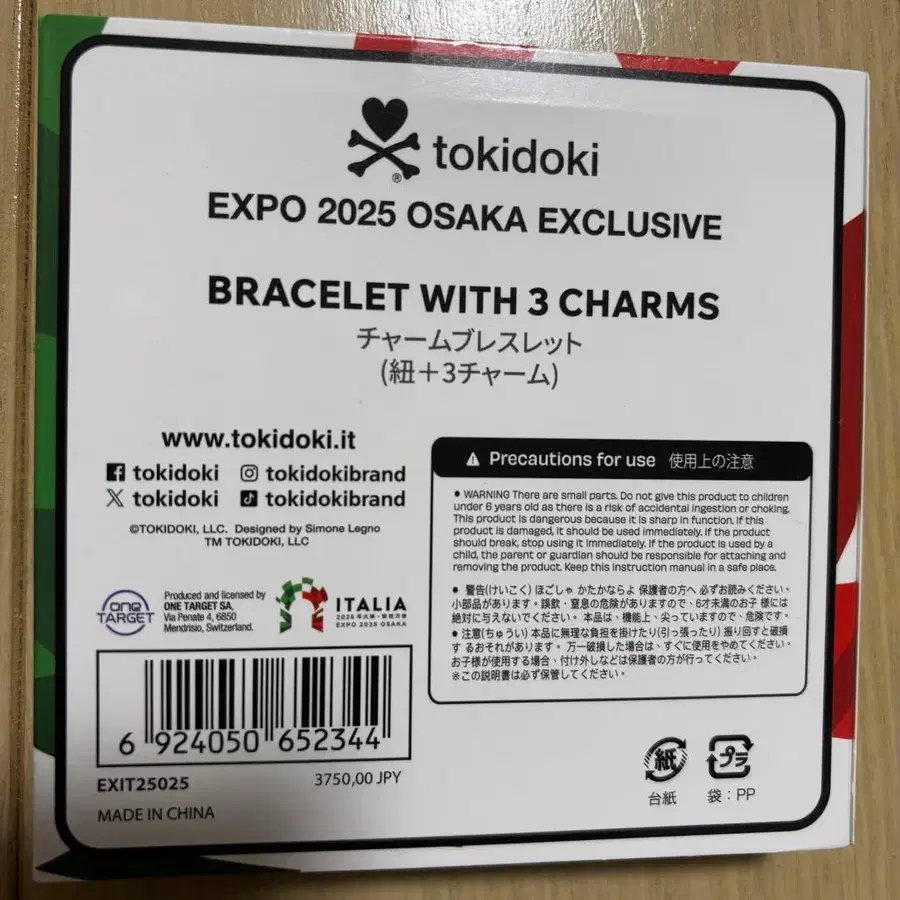 tokidoki
EXPO 2025 OSAKA EXCLUSIVE
BRACELET WITH 3 CHARMS
チャームブレスレット
(紐＋3チャーム)
www.tokidoki.it
tokidoki tokidokibrand
tokidoki tokidokibrand
©TOKIDOKI, LLC. Designed by Simone Legno
TM TOKIDOKI, LLC
one TARGET
Produced and licensed by
ONE TARGET SA.
Via Penate 4, 6850
Mendrisio, Switzerland.
ITALIA
2025 年大阪・関西万博
EXPO 2025 OSAKA
6 924050 652344
EXIT25025 3750,00 JPY
MADE IN CHINA
Precautions for use 使用上の注意
• WARNING There are small parts. Do not give this product to children
under 6 years old as there is a risk of accidental ingestion or choking.
This product is dangerous because it is sharp in function. if this
product is damaged, it should be used immediately. If the product
should break, stop using it immediately. If the product is used by a
child, the parent or guardian should be responsible for attaching and
removing the product. Keep this instruction manual in a safe place.
• 警告(けいこく) ほごしゃ かたかならよ 保護者の方へ 必ずお読みください・
小部品があります・誤飲・窒息の危険がありますので・6才未満のお子 様には
絶対に与えないでください． 本品は・機能上・尖っていますので・危険です・
• 注意(ちゅうい) 本品に無理な負担を掛けたり(引っ張ったり) 振り回すと破損
す るおそれがあります・ 万一破損した場合は・すぐに使用をやめてください．
お子様が使用する場合、付け外しなどは保護者の方が行ってください．
※この説明書は必ず保管してください．
紙 プラ
台紙 袋：PP